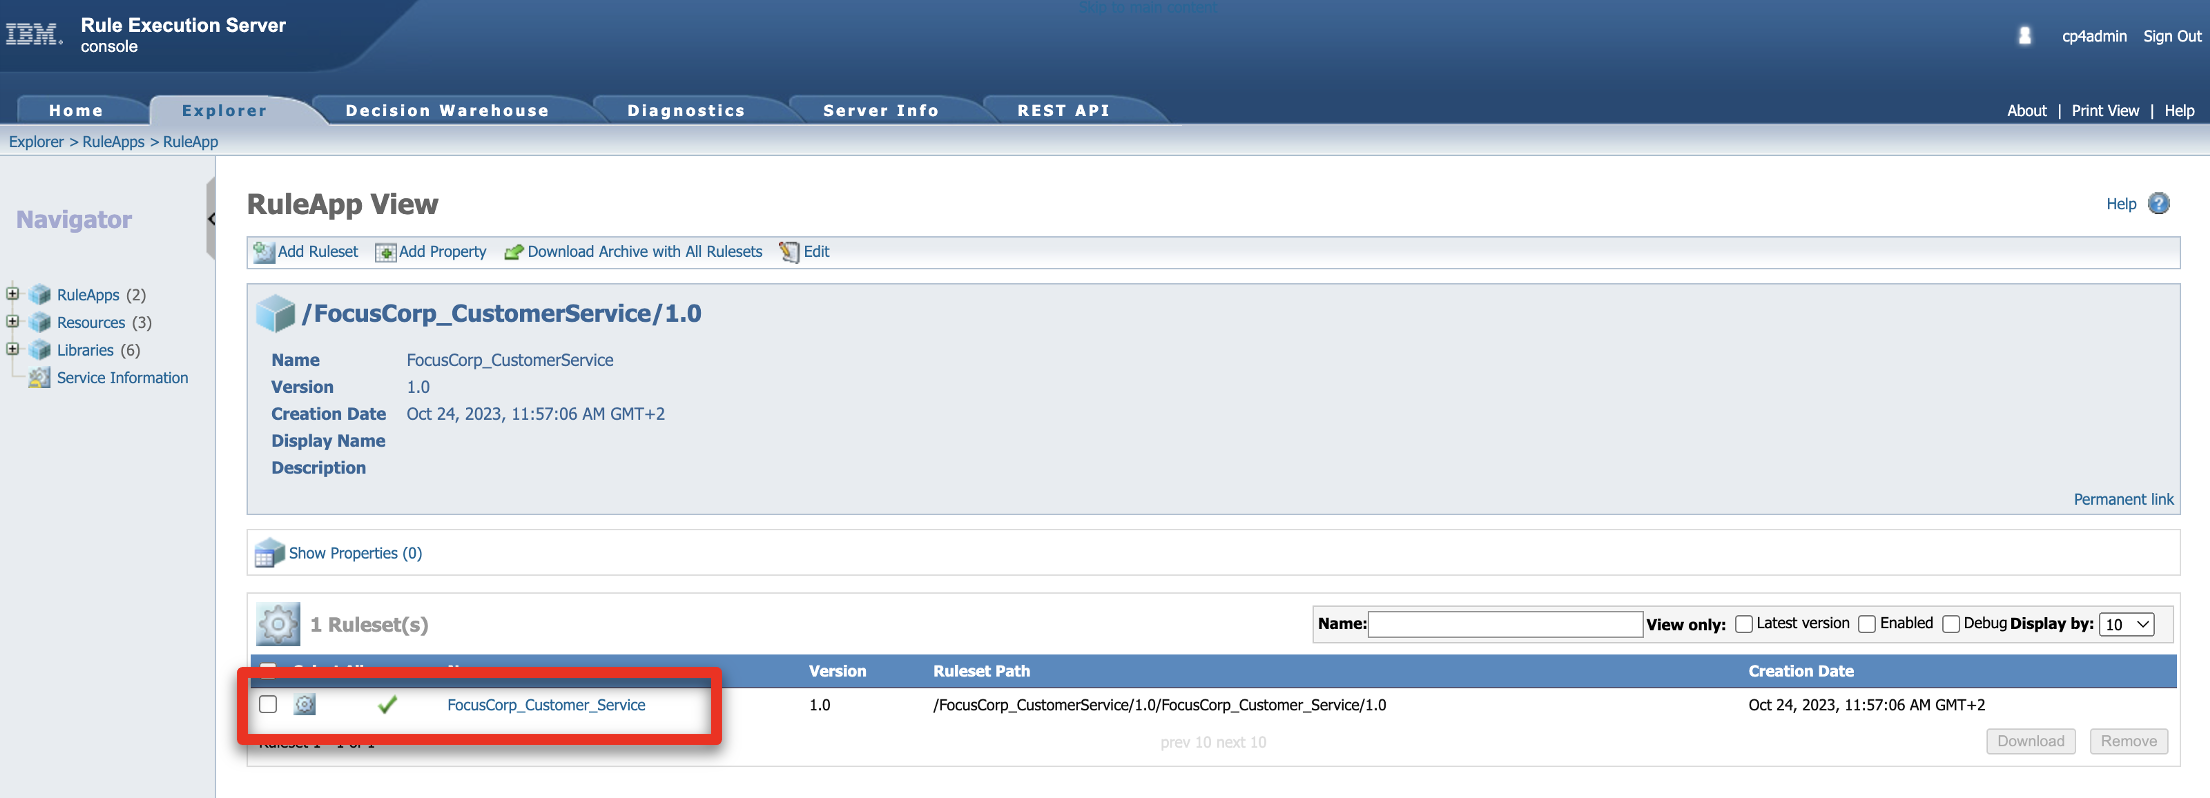 Skip to main content
IBM.
Rule Execution Server
console
cp4admin Sign Out
Home Explorer Decision Warehouse Diagnostics Server Info REST API
About | Print View | Help
Explorer > RuleApps > RuleApp
Navigator
RuleApps (2)
Resources (3)
Libraries (6)
Service Information
RuleApp View
Help ?
Add Ruleset Add Property Download Archive with All Rulesets Edit
/FocusCorp_CustomerService/1.0
Name FocusCorp_CustomerService
Version 1.0
Creation Date Oct 24, 2023, 11:57:06 AM GMT+2
Display Name
Description
Permanent link
Show Properties (0)
1 Ruleset(s)
Name: View only: Latest version Enabled Debug Display by: 10
Version Ruleset Path Creation Date
FocusCorp_Customer_Service 1.0 /FocusCorp_CustomerService/1.0/FocusCorp_Customer_Service/1.0 Oct 24, 2023, 11:57:06 AM GMT+2
prev 10 next 10
Download Remove